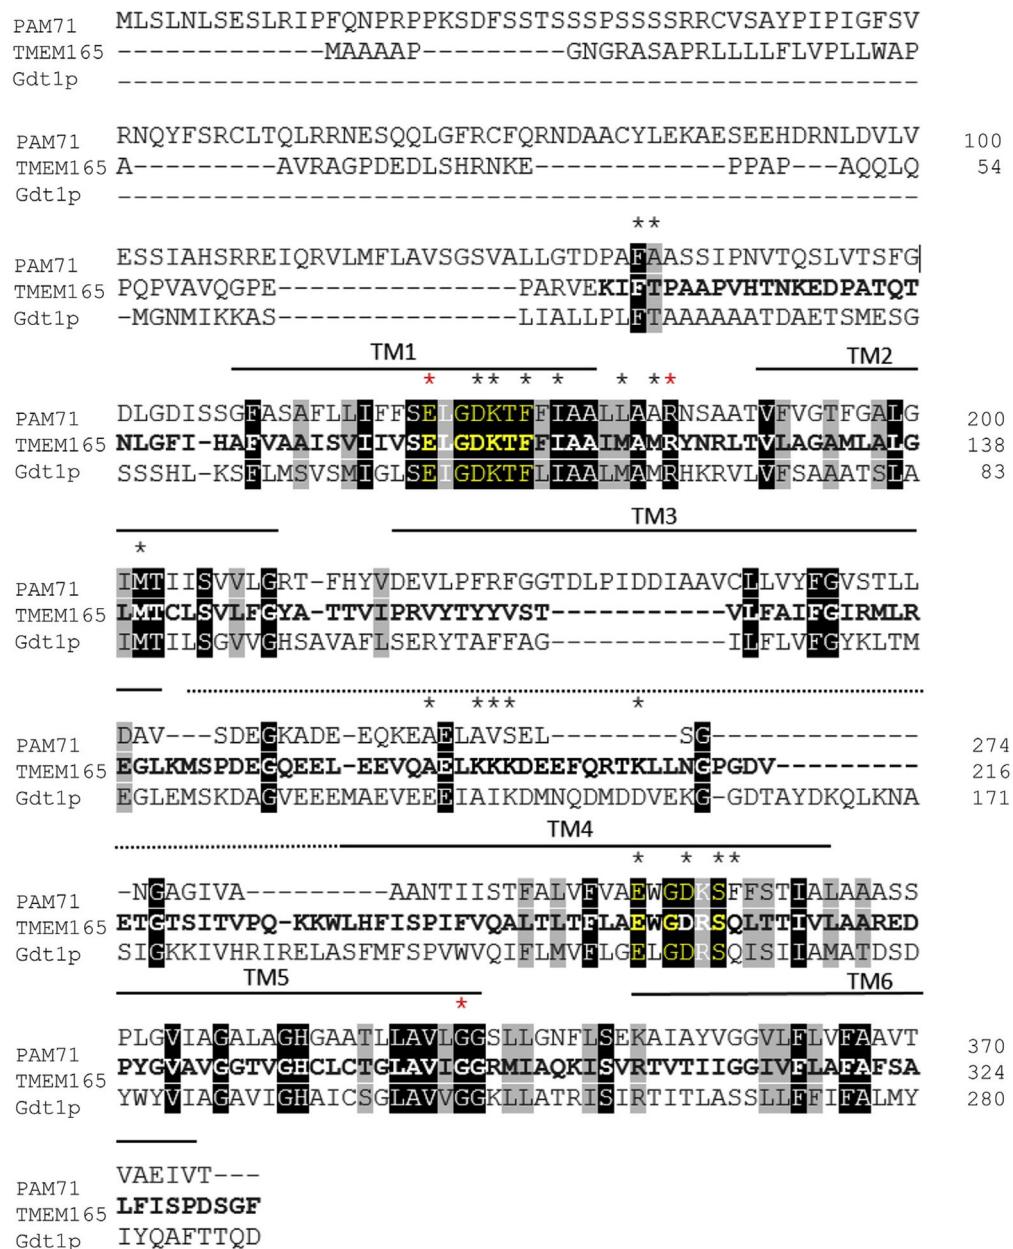 PAM71 MLSLNLSESLRIPFQNPRPPKSDFSSTSSSPSSSSRRCVSAYPIPIGFSV
TMEM165 -------------MAAAAP---------GNGRASAPRLLLLFLVPLLWAP
Gdt1p --------------------------------------------------
PAM71 RNQYFSRCLTQLRRNESQQLGFRCFQRNDAACYLEKAESEEHDRNLDVLV 100
TMEM165 A---------AVRAGPDEDLSHRNKE------------PPAP---AQQLQ 54
Gdt1p --------------------------------------------------
* *
PAM71 ESSIAHSRREIQRVLMFLAVSGSVALLGTDPAFAASSIPNVTQSLVTSFG
TMEM165 PQPVAVQGPE---------------PARVEKIFTPAAPVHTNKEDPATQT
Gdt1p -MGNMIKKAS---------------LIALLPLFTAAAAAATDAETSMESG
TM1 TM2
* * * * * * * *
PAM71 DLGDISSGFASAFLLIFFSELGDKTFFIAALLAARNSAATVFVGTFGALG 200
TMEM165 NLGFI-HAFVAAISVIIVSELGDKTFFIAAIMAMRYNRLTVLAGAMLALG 138
Gdt1p SSSHL-KSFLMSVSMIGLSEIGDKTFLIAALMAMRHKRVLVFSAAATSLA 83
TM3
*
PAM71 IMTIISVVLGRT-FHYVDEVLPFRFGGTDLPIDDIAAVCLLVYFGVSTLL
TMEM165 LMTCLSVLFGYA-TTVIPRVYTYYVST-----------VLFAIFGIRMLR
Gdt1p IMTILSGVVGHSAVAFLSERYTAFFAG-----------ILFLVFGYKLTM
* * * * *
PAM71 DAV---SDEGKADE-EQKEAELAVSEL--------SG------------- 274
TMEM165 EGLKMSPDEGQEEL-EEVQAELKKKDEEFQRTKLLNGPGDV--------- 216
Gdt1p EGLEMSKDAGVEEEMAEVEEEIAIKDMNQDMDDVEKG-GDTAYDKQLKNA 171
TM4
* * * *
PAM71 -NGAGIVA---------AANTIISTFALVFVAEWGDKSFFSTIALAAASS
TMEM165 ETGTSITVPQ-KKWLHFISPIFVQALTLTFLAEWGDRSQLTTIVLAARED
Gdt1p SIGKKIVHRIRELASFMFSPVWVQIFLMVFLGELGDRSQISIIAMATDSD
TM5 TM6
*
PAM71 PLGVIAGALAGHGAATLLAVLGGSLLGNFLSEKAIAYVGGVLFLVFAAVT 370
TMEM165 PYGVAVGGTVGHCLCTGLAVIGGRMIAQKISVRTVTIIGGIVFLAFAFSA 324
Gdt1p YWYVIAGAVIGHAICSGLAVVGGKLLATRISIRTITLASSLLFFIFALMY 280
PAM71 VAEIVT---
TMEM165 LFISPDSGF
Gdt1p IYQAFTTQD